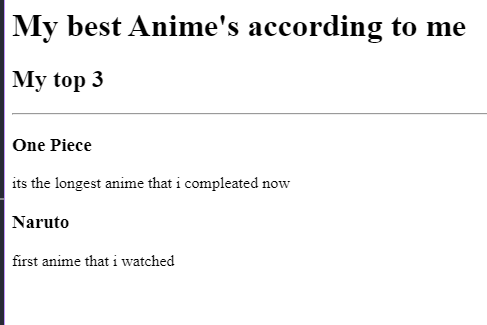 My best Anime's according to me
My top 3
One Piece
its the longest anime that i compleated now
Naruto
first anime that i watched